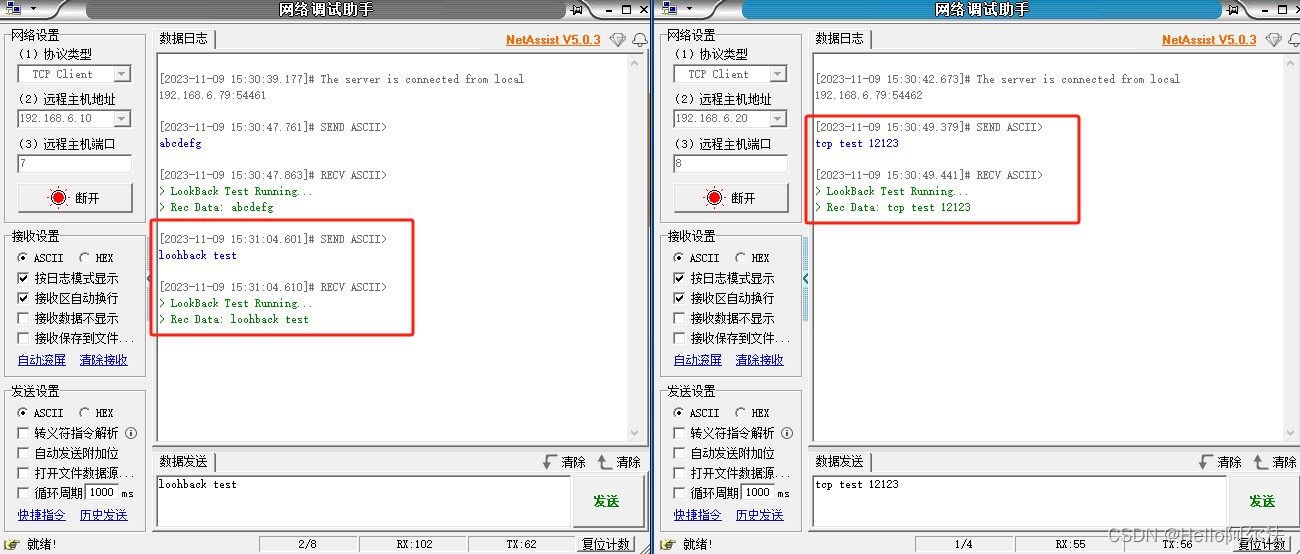 网络调试助手
网络设置
(1) 协议类型
TCP Client
(2) 远程主机地址
192.168.6.10
(3) 远程主机端口
7
断开
接收设置
ASCII HEX
按日志模式显示
接收区自动换行
接收数据不显示
接收保存到文件...
自动滚屏 清除接收
发送设置
ASCII HEX
转义符指令解析
自动发送附加位
打开文件数据源...
循环周期 1000 ms
快捷指令 历史发送
数据日志
NetAssist V5.0.3
[2023-11-09 15:30:39.177]# The server is connected from local
192.168.6.79:54461
[2023-11-09 15:30:47.761]# SEND ASCII>
abcdefg
[2023-11-09 15:30:47.863]# RECV ASCII>
> LookBack Test Running...
> Rec Data: abcdefg
[2023-11-09 15:31:04.601]# SEND ASCII>
loohback test
[2023-11-09 15:31:04.610]# RECV ASCII>
> LookBack Test Running...
> Rec Data: loohback test
数据发送
清除 清除
loohback test
发送
就绪! 2/8 RX:102 TX:62 复位计数
网络调试助手
网络设置
(1) 协议类型
TCP Client
(2) 远程主机地址
192.168.6.20
(3) 远程主机端口
8
断开
接收设置
ASCII HEX
按日志模式显示
接收区自动换行
接收数据不显示
接收保存到文件...
自动滚屏 清除接收
发送设置
ASCII HEX
转义符指令解析
自动发送附加位
打开文件数据源...
循环周期 1000 ms
快捷指令 历史发送
数据日志
NetAssist V5.0.3
[2023-11-09 15:30:42.673]# The server is connected from local
192.168.6.79:54462
[2023-11-09 15:30:49.379]# SEND ASCII>
tcp test 12123
[2023-11-09 15:30:49.441]# RECV ASCII>
> LookBack Test Running...
> Rec Data: tcp test 12123
数据发送
清除 清除
tcp test 12123
发送
就绪! 1/4 RX:55 TX:56 复位计数
CSDN @Hello阿尔法